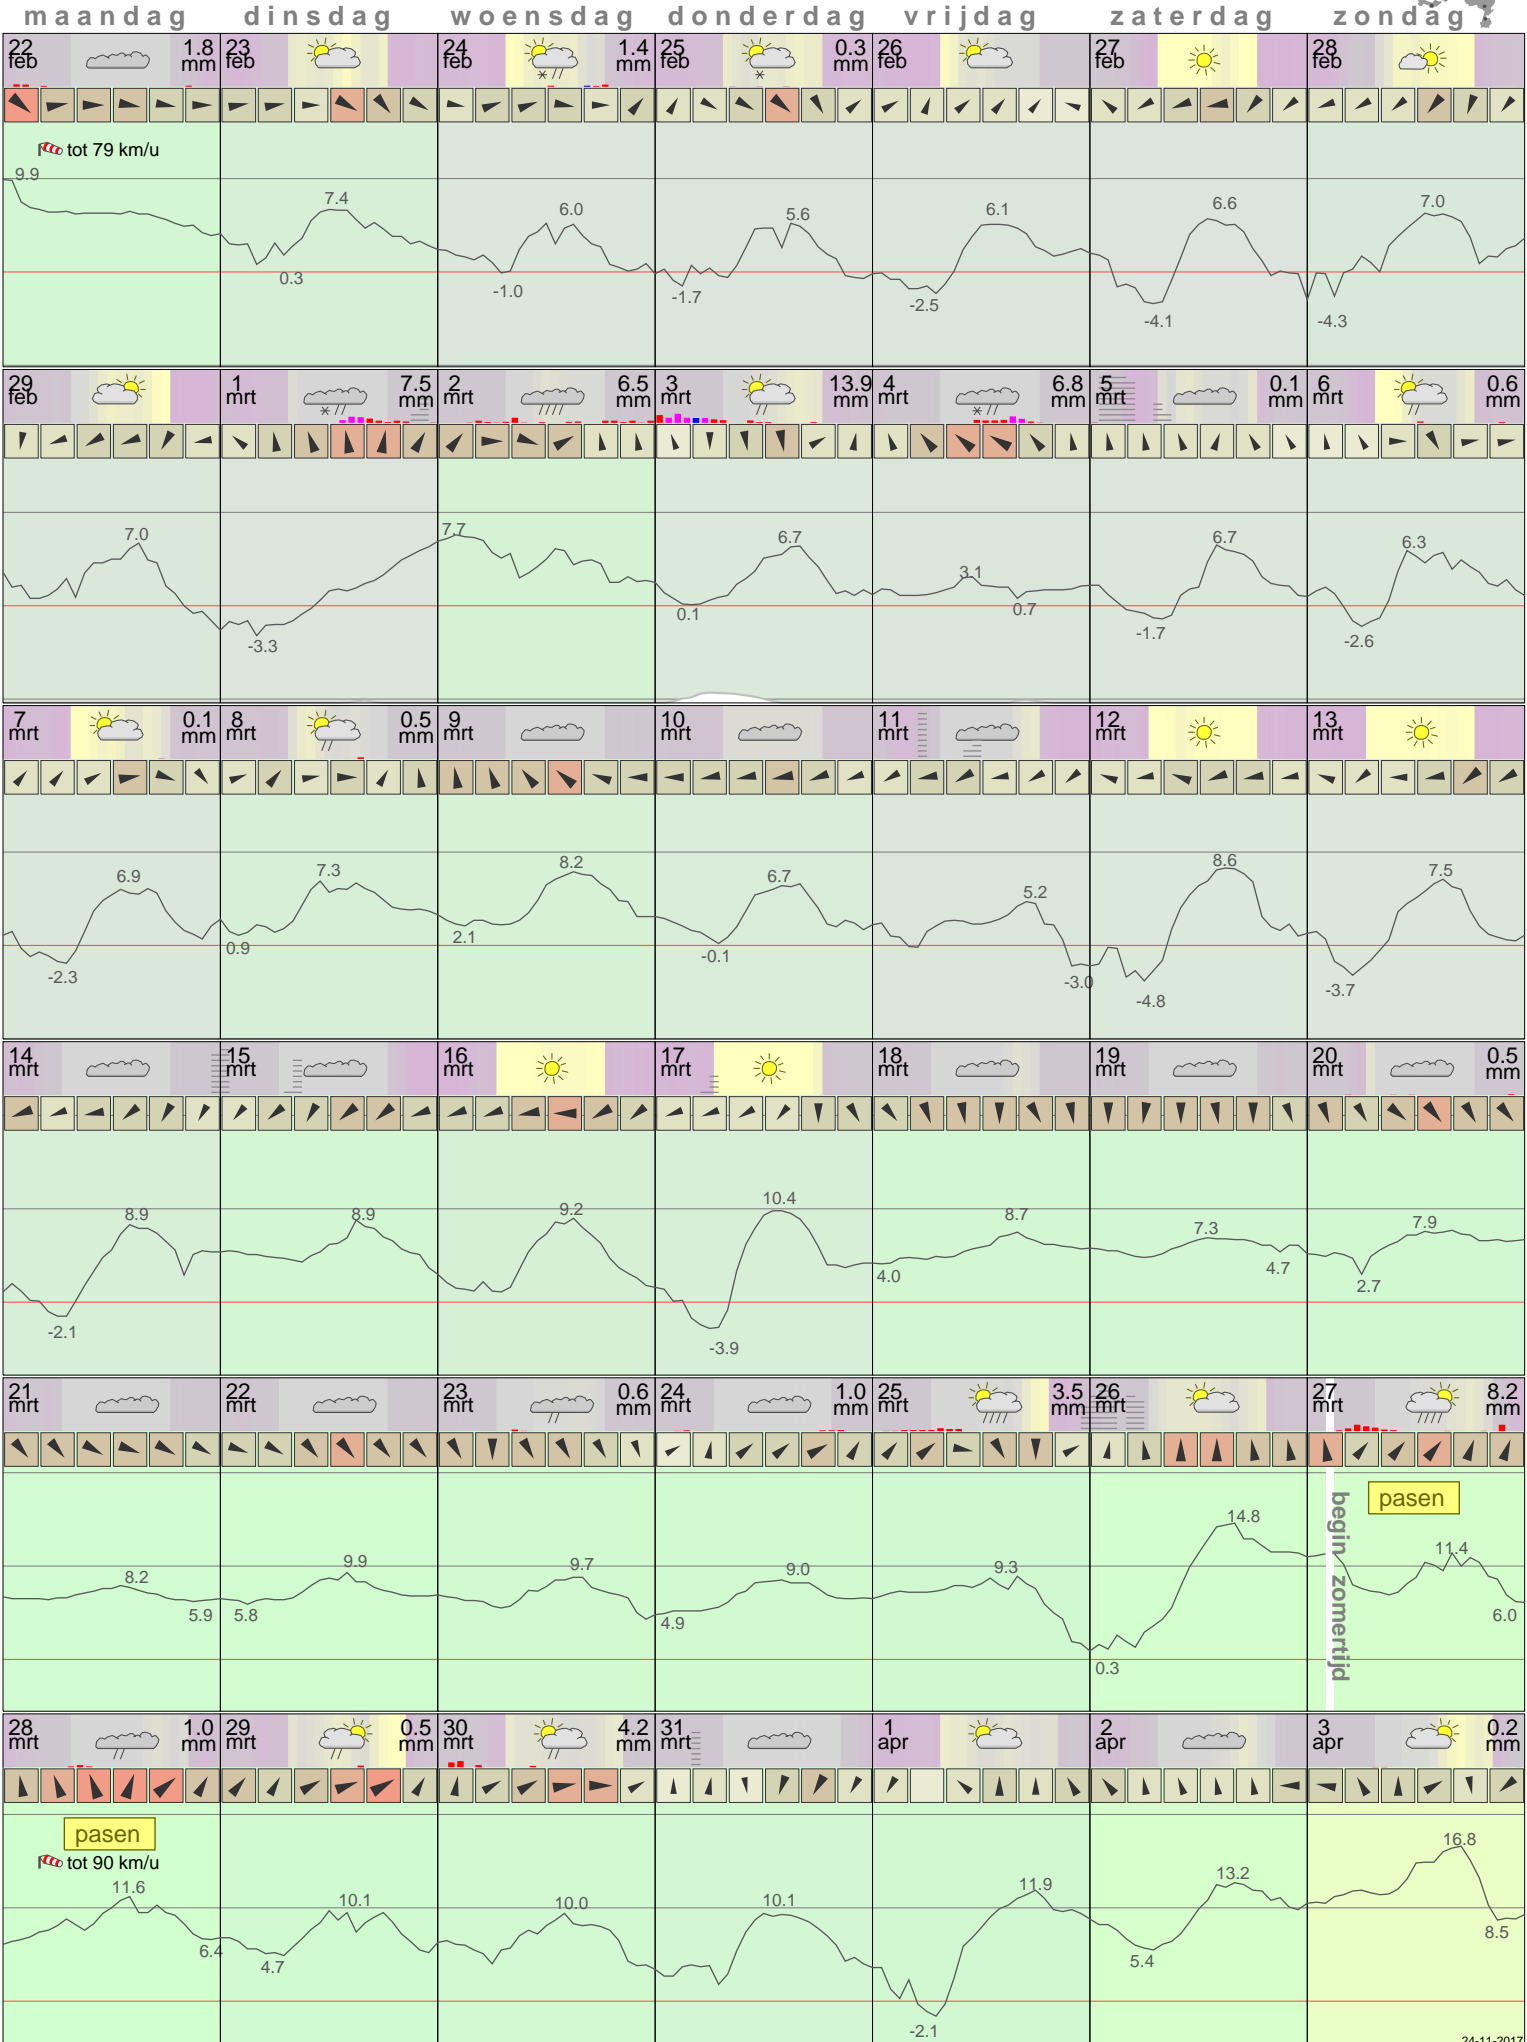 maandag dinsdag woensdag donderdag vrijdag zaterdag zondag
22 feb 1.8 mm 23 feb 24 feb 1.4 mm 25 feb 0.3 mm 26 feb 27 feb 28 feb
tot 79 km/u
9.9 7.4 6.0 5.6 6.1 6.6 7.0
0.3 -1.0 -1.7 -2.5 -4.1 -4.3
29 feb 1 mrt 7.5 mm 2 mrt 6.5 mm 3 mrt 13.9 mm 4 mrt 6.8 mm 5 mrt 0.1 mm 6 mrt 0.6 mm
7.0 7.7 6.7 3.1 6.7 6.3
-3.3 0.1 0.7 -1.7 -2.6
7 mrt 0.1 mm 8 mrt 0.5 mm 9 mrt 10 mrt 11 mrt 12 mrt 13 mrt
6.9 7.3 8.2 6.7 5.2 8.6 7.5
-2.3 0.9 2.1 -0.1 -3.0 -4.8 -3.7
14 mrt 15 mrt 16 mrt 17 mrt 18 mrt 19 mrt 20 mrt 0.5 mm
8.9 8.9 9.2 10.4 8.7 7.3 7.9
-2.1 -3.9 4.0 4.7 2.7
21 mrt 22 mrt 23 mrt 0.6 mm 24 mrt 1.0 mm 25 mrt 3.5 mm 26 mrt 27 mrt 8.2 mm
pasen
begin zomertijd
8.2 9.9 9.7 9.0 9.3 14.8 11.4
5.9 5.8 4.9 0.3 6.0
28 mrt 1.0 mm 29 mrt 0.5 mm 30 mrt 4.2 mm 31 mrt 1 apr 2 apr 3 apr 0.2 mm
pasen
tot 90 km/u
11.6 10.1 10.0 10.1 11.9 13.2 16.8
6.4 4.7 -2.1 5.4 8.5
24-11-2017